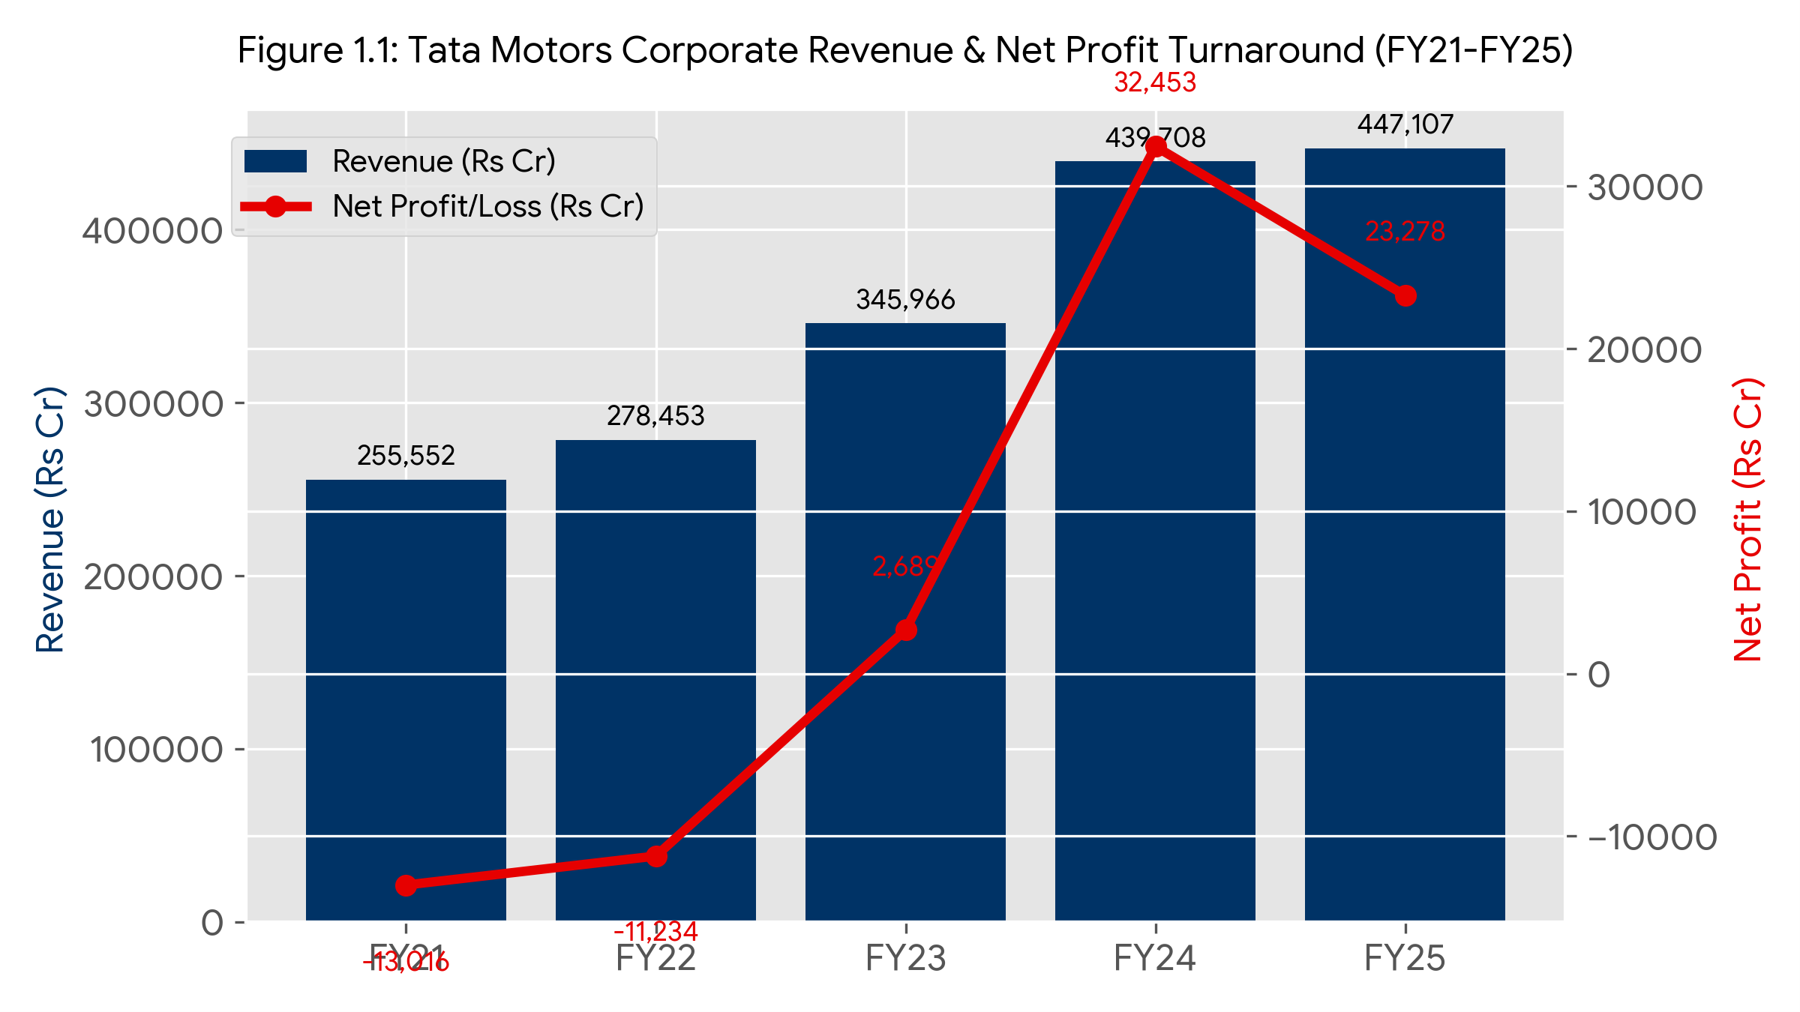 Figure 1.1: Tata Motors Corporate Revenue & Net Profit Turnaround (FY21-FY25)
32,453
447,107
439,708
Revenue (Rs Cr)
Net Profit/Loss (Rs Cr)
30000
23,278
400000
345,966
20000
300000
278,453
255,552
10000
2,689
200000
Revenue (Rs Cr)
Net Profit (Rs Cr)
0
100000
-10000
0
-11,234
-13,016
FY21
FY22
FY23
FY24
FY25